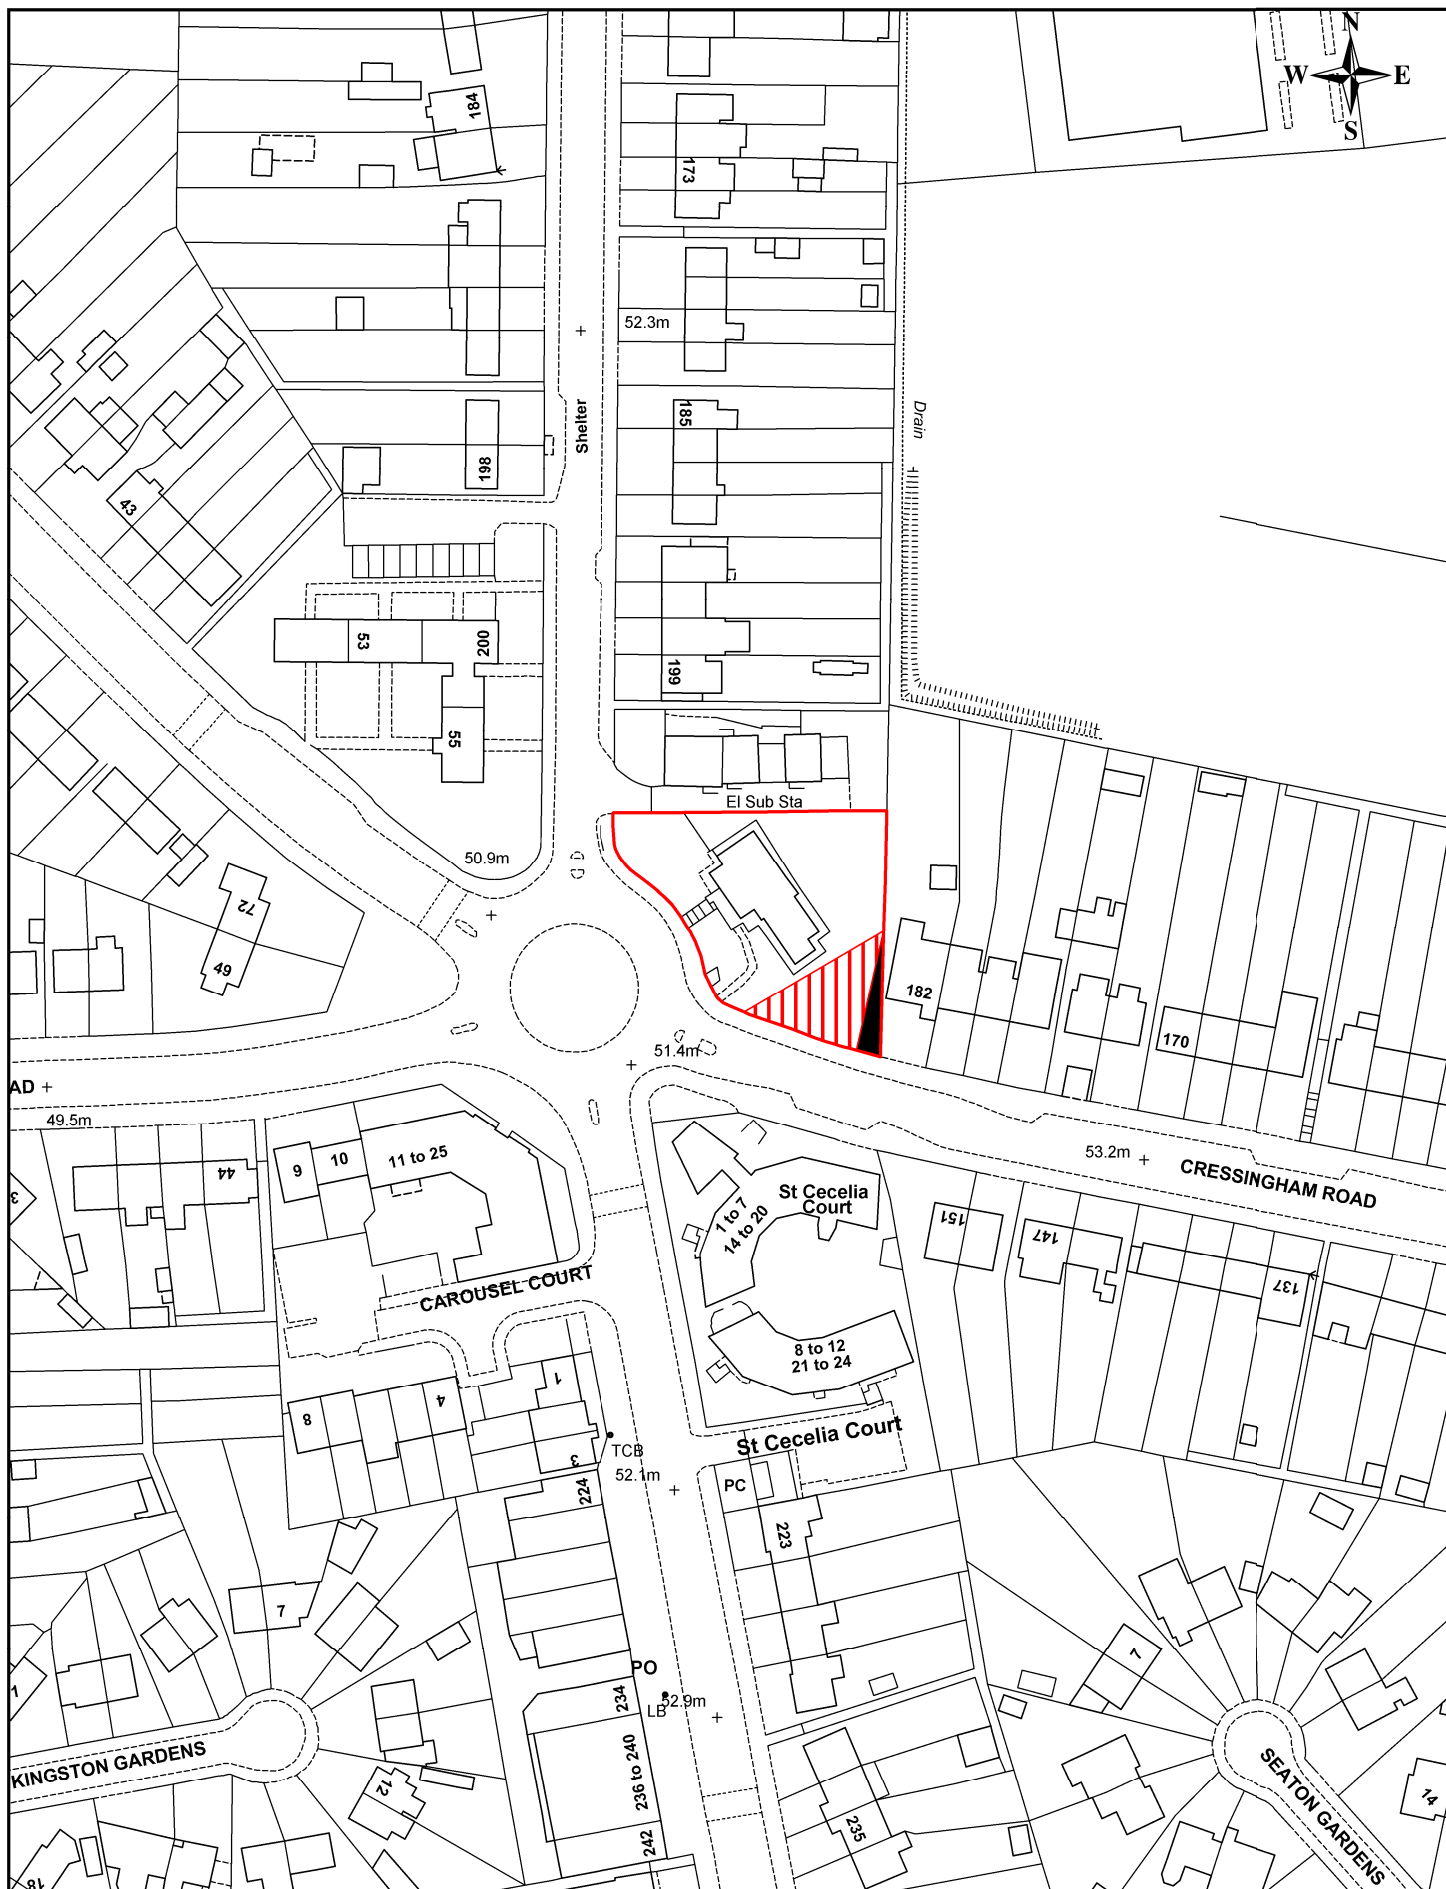 N
W E
S
184
173
52.3m
Shelter
185
Drain
198
43
53
200
199
55
El Sub Sta
50.9m
72
49
182
51.4m
170
AD
49.5m
53.2m
CRESSINGHAM ROAD
9
10
11 to 25
44
3
St Cecelia
Court
1 to 7
14 to 20
151
147
137
CAROUSEL COURT
8 to 12
21 to 24
1
4
8
3
TCB
52.1m
St Cecelia Court
PC
224
223
7
7
PO
1
234
LB
52.9m
KINGSTON GARDENS
236 to 240
12
SEATON GARDENS
14
235
242
18